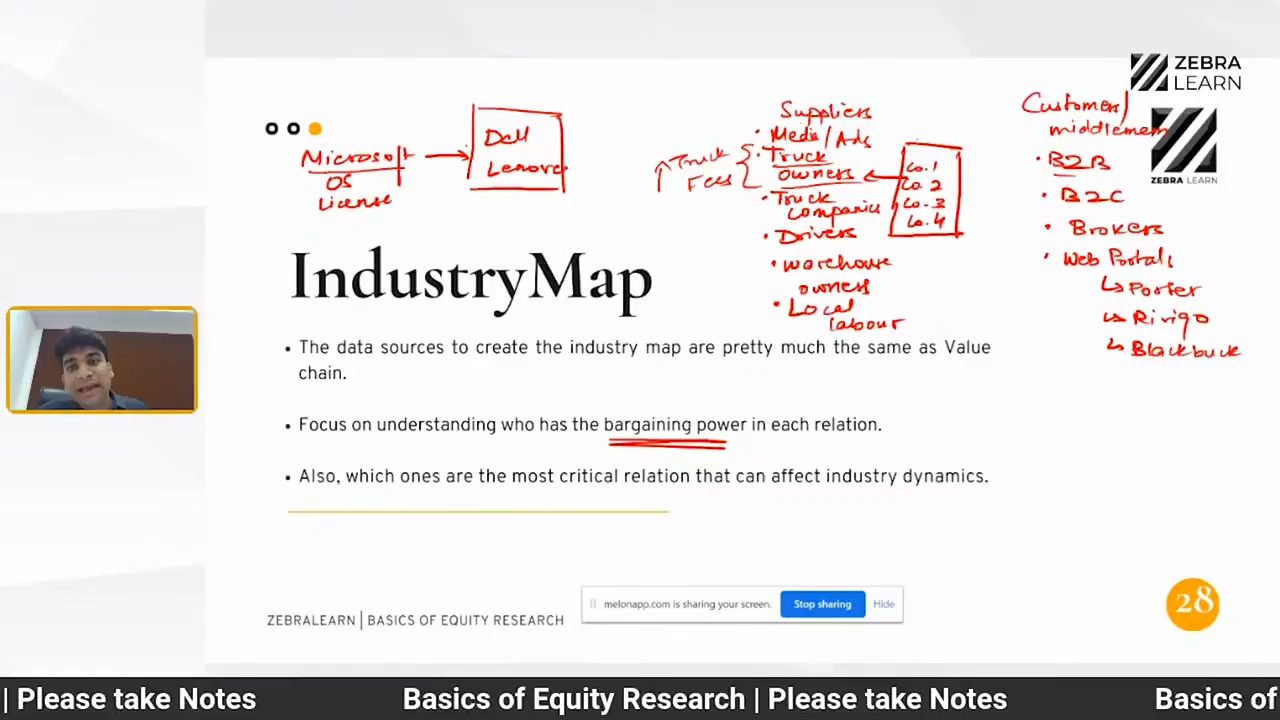 ZEBRA
LEARN
ZEBRA LEARN
Microsoft
OS
License
Dell
Lenovo
Suppliers
• Media/Ads
• Truck
owners
↑ Truck
Fees
• Truck
Companies
• Drivers
• Warehouse
owners
• Local
labour
Co.1
Co.2
Co.3
Co.4
Customers/
middlemem
• B2B
• B2C
• Brokers
• Web Portals
↳ Porter
↳ Rivigo
↳ Blackbuck
IndustryMap
• The data sources to create the industry map are pretty much the same as Value
chain.
• Focus on understanding who has the bargaining power in each relation.
• Also, which ones are the most critical relation that can affect industry dynamics.
ZEBRALEARN | BASICS OF EQUITY RESEARCH
melonapp.com is sharing your screen. Stop sharing Hide
28
| Please take Notes Basics of Equity Research | Please take Notes Basics of